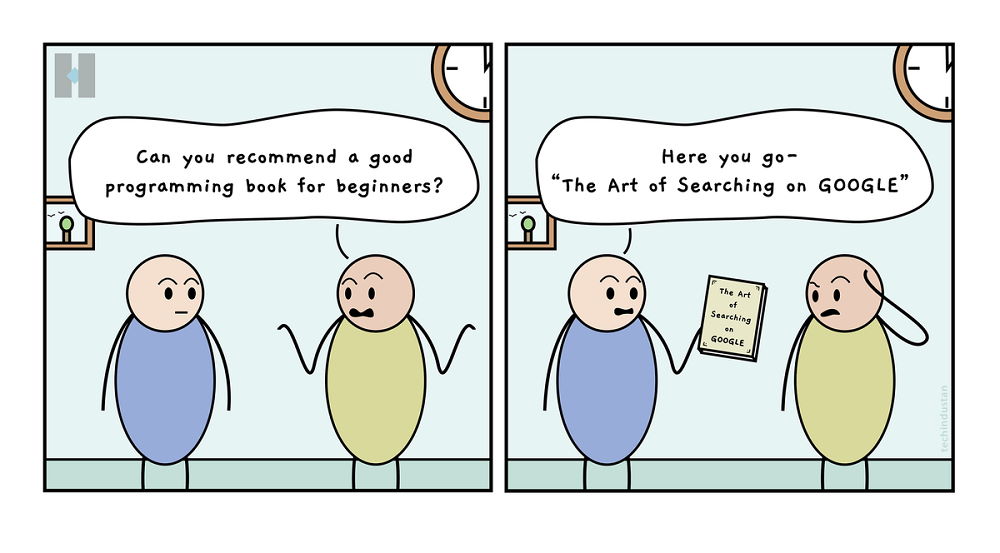 Can you recommend a good
programming book for beginners?
Here you go-
“The Art of Searching on GOOGLE”
The Art
of
Searching
on
GOOGLE
techindustan